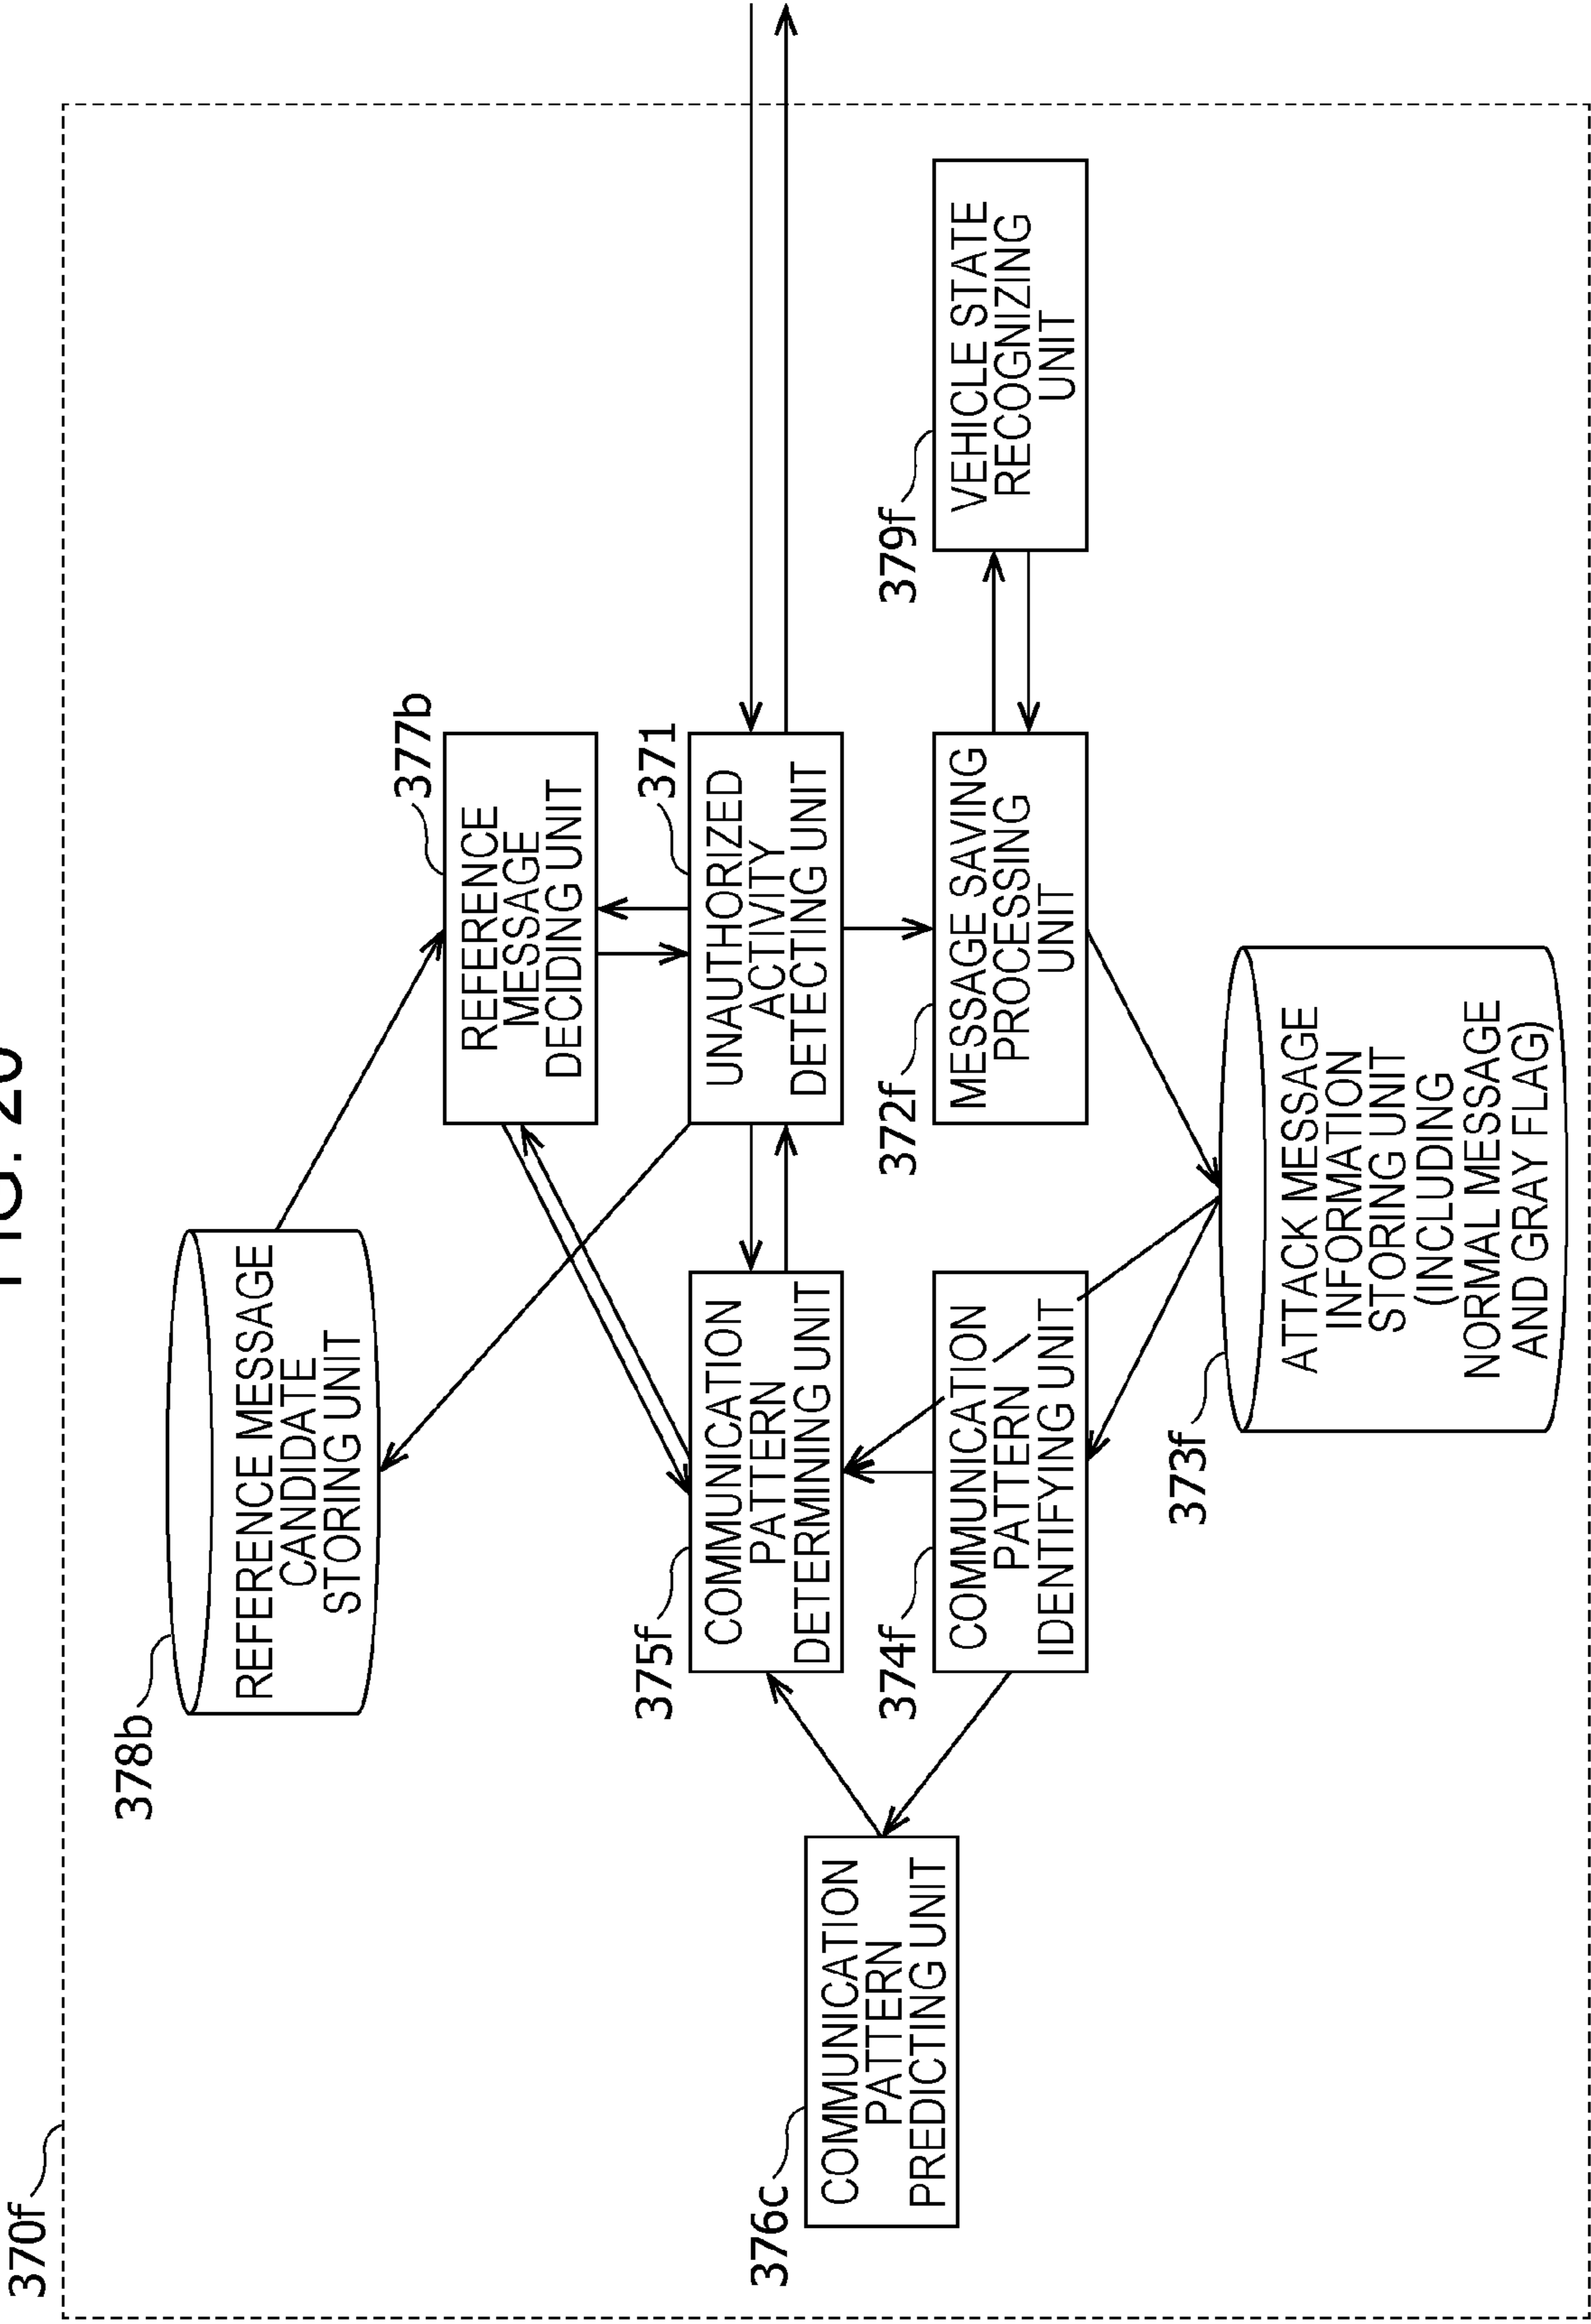 FIG. 20
370f
378b
REFERENCE MESSAGE
CANDIDATE
STORING UNIT
377b
REFERENCE
MESSAGE
DECIDING UNIT
376c
COMMUNICATION
PATTERN
PREDICTING UNIT
375f
COMMUNICATION
PATTERN
DETERMINING UNIT
371
UNAUTHORIZED
ACTIVITY
DETECTING UNIT
374f
COMMUNICATION
PATTERN
IDENTIFYING UNIT
372f
MESSAGE SAVING
PROCESSING
UNIT
379f
VEHICLE STATE
RECOGNIZING
UNIT
373f
ATTACK MESSAGE
INFORMATION
STORING UNIT
(INCLUDING
NORMAL MESSAGE
AND GRAY FLAG)